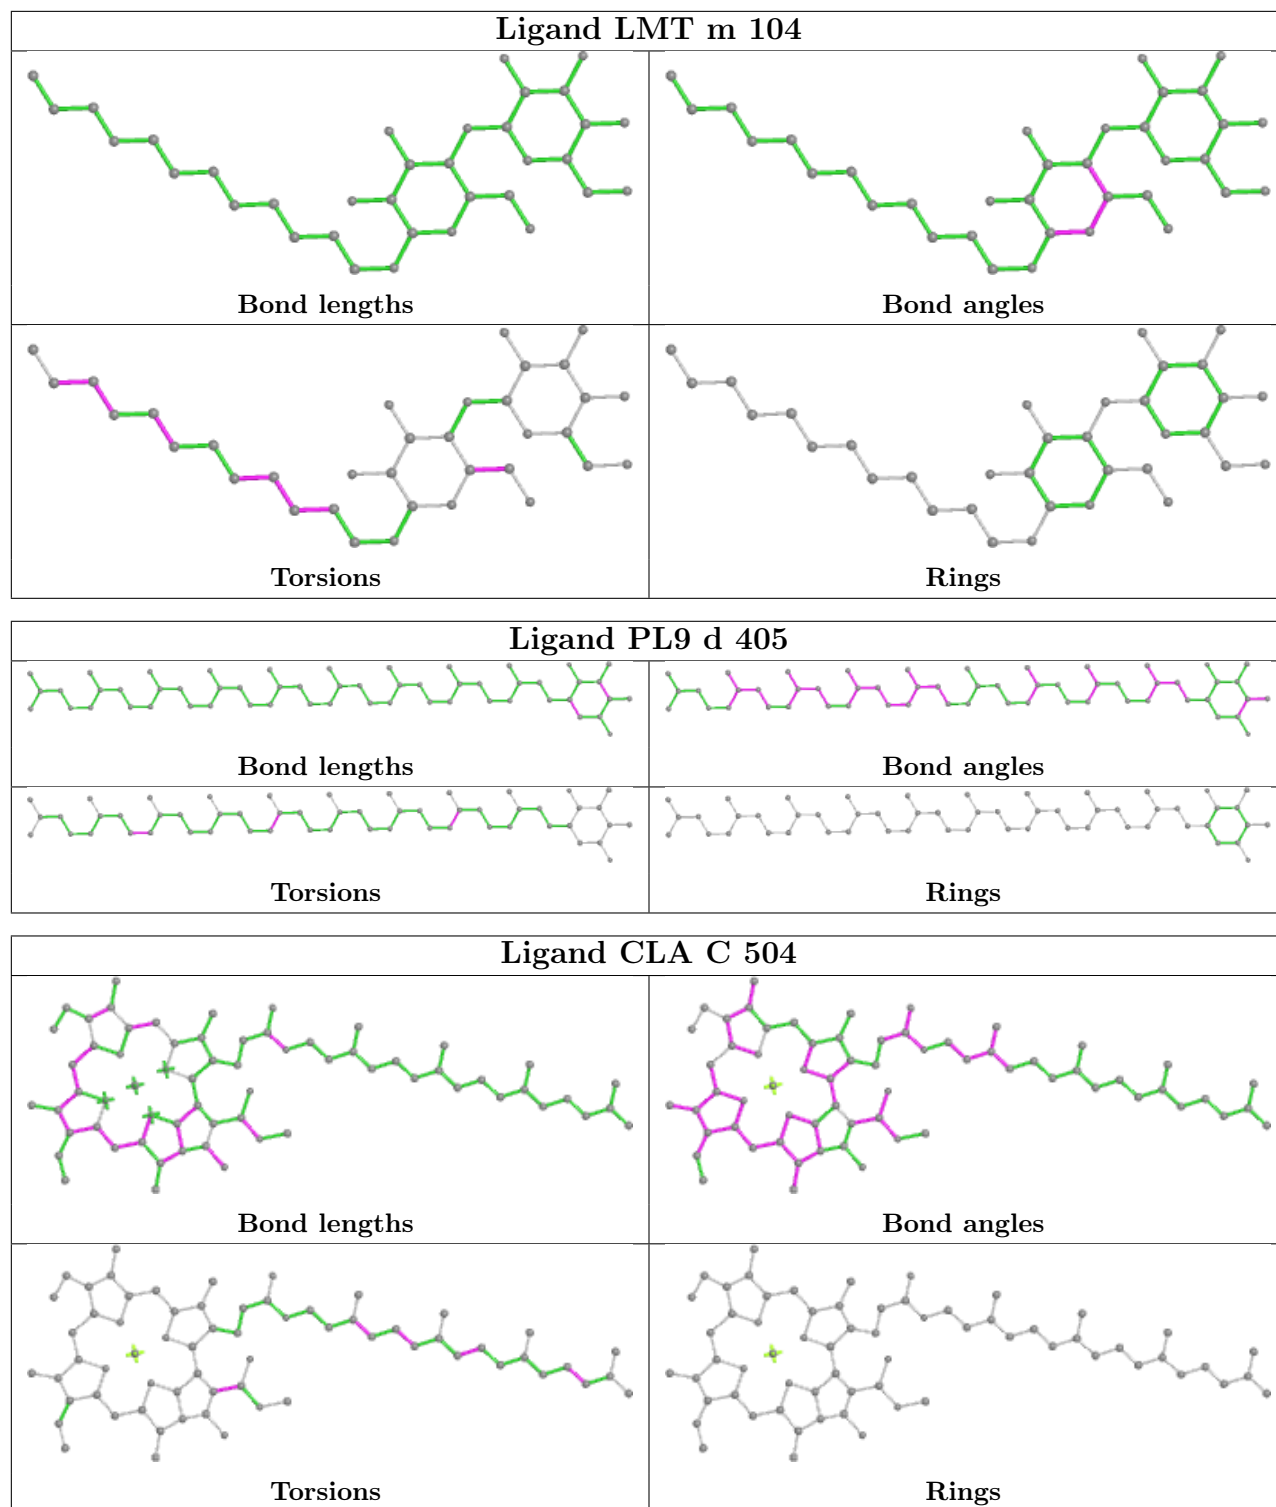 Ligand LMT m 104
Bond lengths
Bond angles
Torsions
Rings
Ligand PL9 d 405
Bond lengths
Bond angles
Torsions
Rings
Ligand CLA C 504
Bond lengths
Bond angles
Torsions
Rings